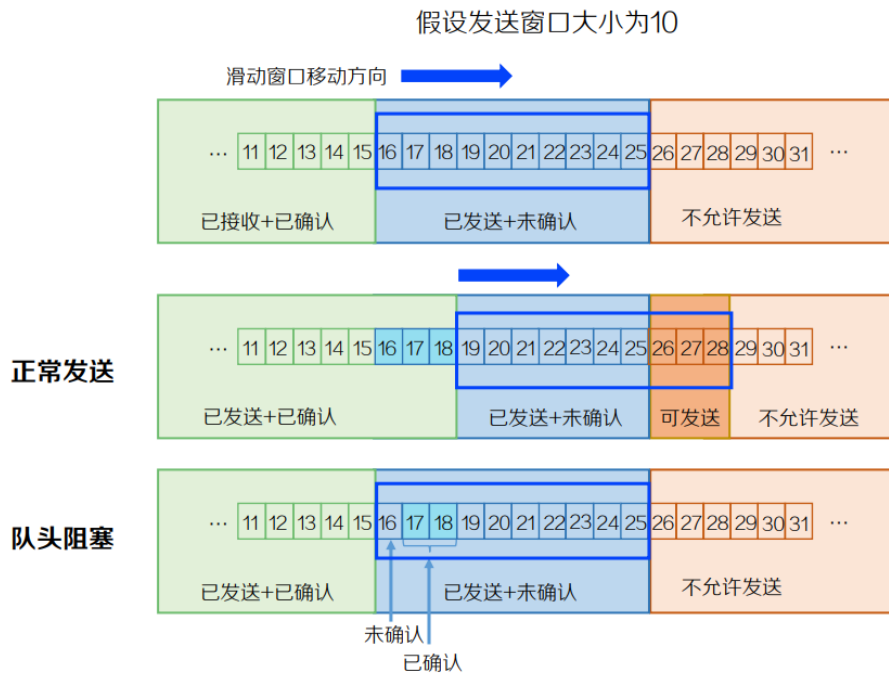 假设发送窗口大小为10
滑动窗口移动方向
... 11 12 13 14 15 16 17 18 19 20 21 22 23 24 25 26 27 28 29 30 31 ...
已接收+已确认 已发送+未确认 不允许发送
正常发送
... 11 12 13 14 15 16 17 18 19 20 21 22 23 24 25 26 27 28 29 30 31 ...
已发送+已确认 已发送+未确认 可发送 不允许发送
队头阻塞
... 11 12 13 14 15 16 17 18 19 20 21 22 23 24 25 26 27 28 29 30 31 ...
已发送+已确认 已发送+未确认 不允许发送
未确认
已确认